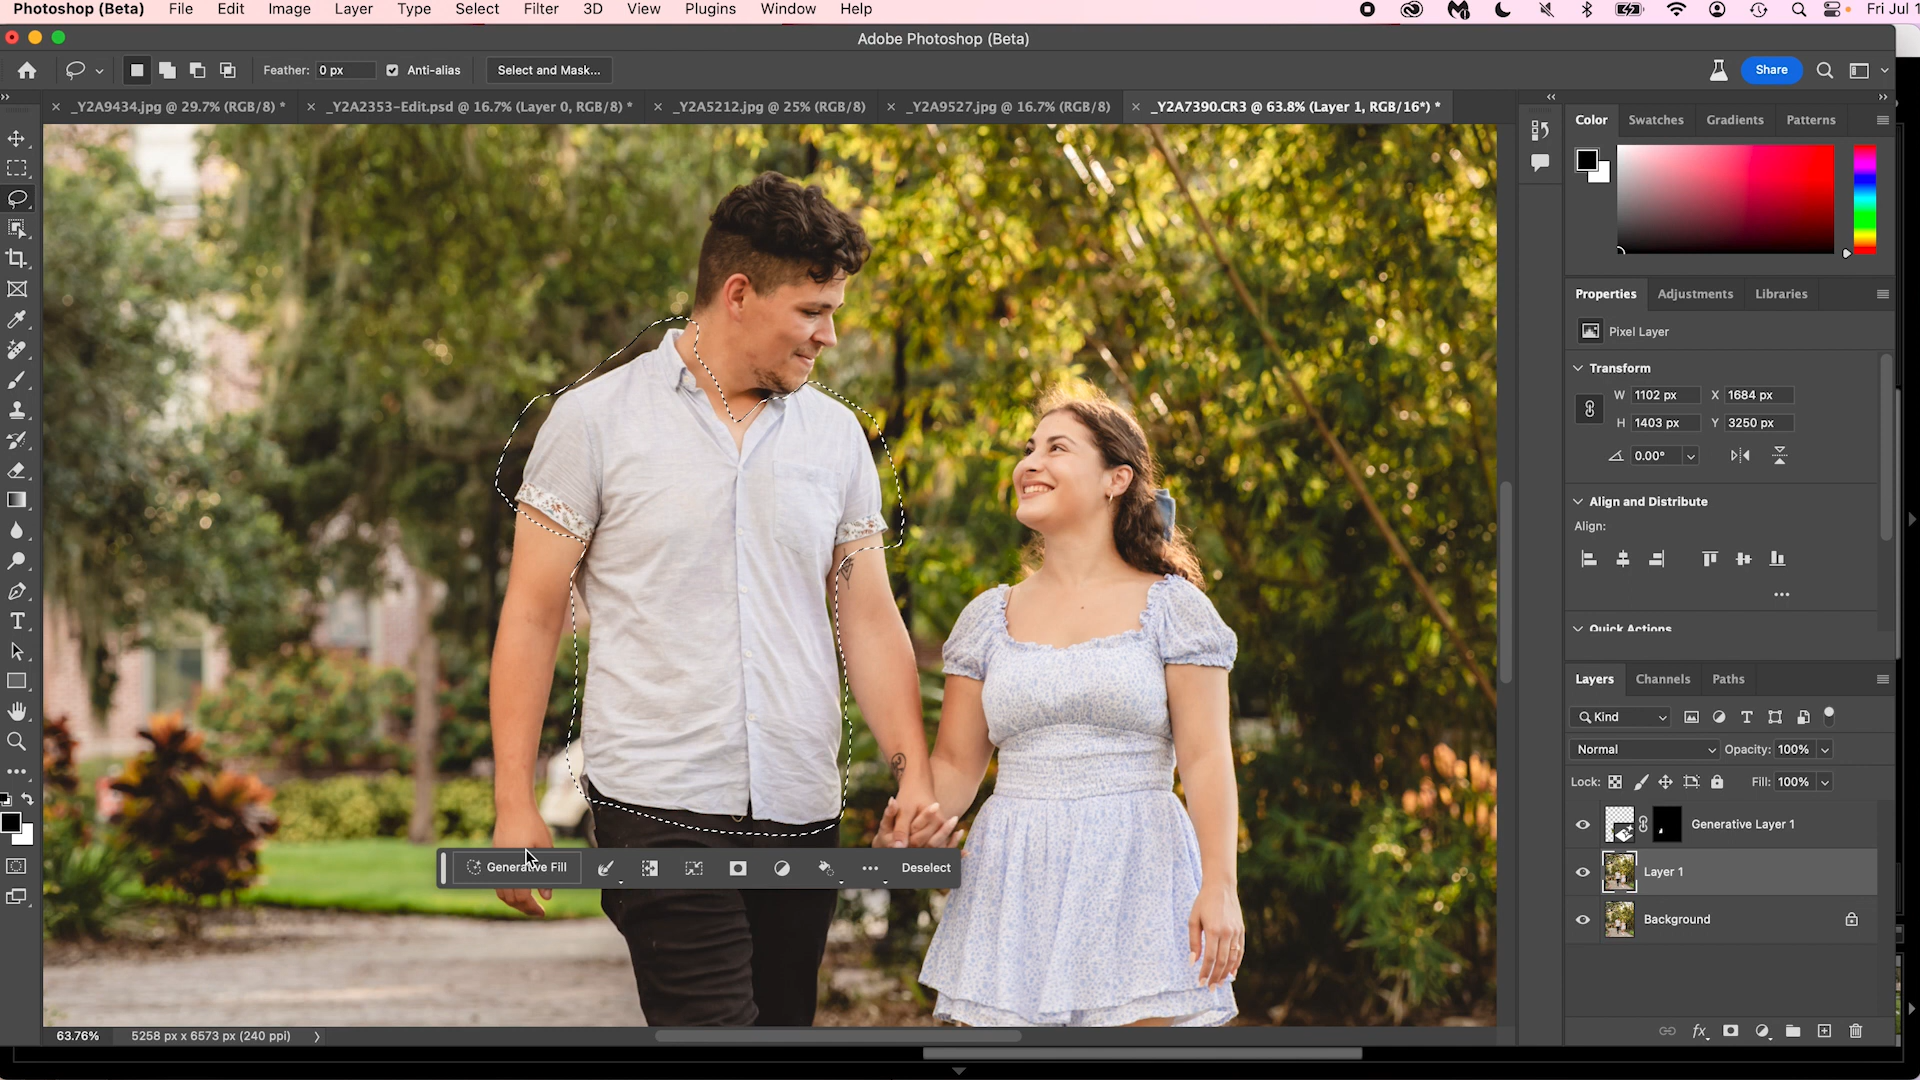 Photoshop (Beta) File Edit Image Layer Type Select Filter 3D View Plugins Window Help Fri Jul 1
Adobe Photoshop (Beta)
Feather: 0 px Anti-alias Select and Mask... Share
_Y2A9434.jpg @ 29.7% (RGB/8) * _Y2A2353-Edit.psd @ 16.7% (Layer 0, RGB/8) * _Y2A5212.jpg @ 25% (RGB/8) _Y2A9527.jpg @ 16.7% (RGB/8) _Y2A7390.CR3 @ 63.8% (Layer 1, RGB/16*) *
Color Swatches Gradients Patterns
Properties Adjustments Libraries
Pixel Layer
Transform
W 1102 px X 1684 px
H 1403 px Y 3250 px
0.00°
Align and Distribute
Align:
Quick Actions
Layers Channels Paths
Kind
Normal Opacity: 100%
Lock: Fill: 100%
Generative Layer 1
Layer 1
Background
Generative Fill Deselect
63.76% 5258 px x 6573 px (240 ppi)